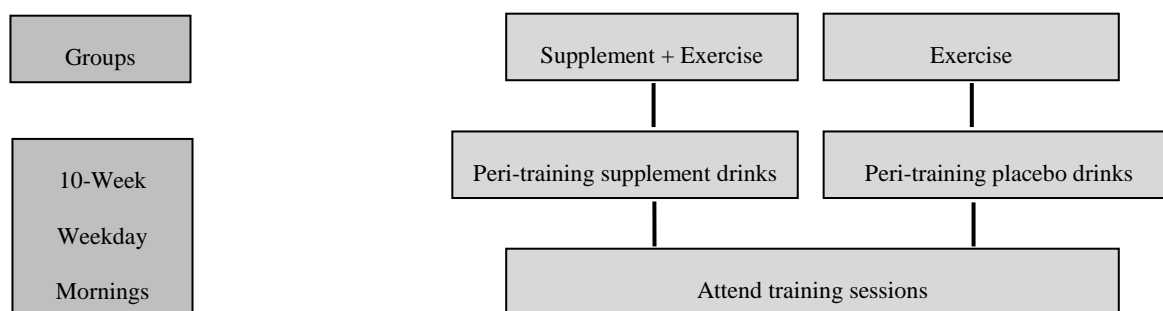 Groups
Supplement + Exercise
Exercise
10-Week
Weekday
Mornings
Peri-training supplement drinks
Peri-training placebo drinks
Attend training sessions